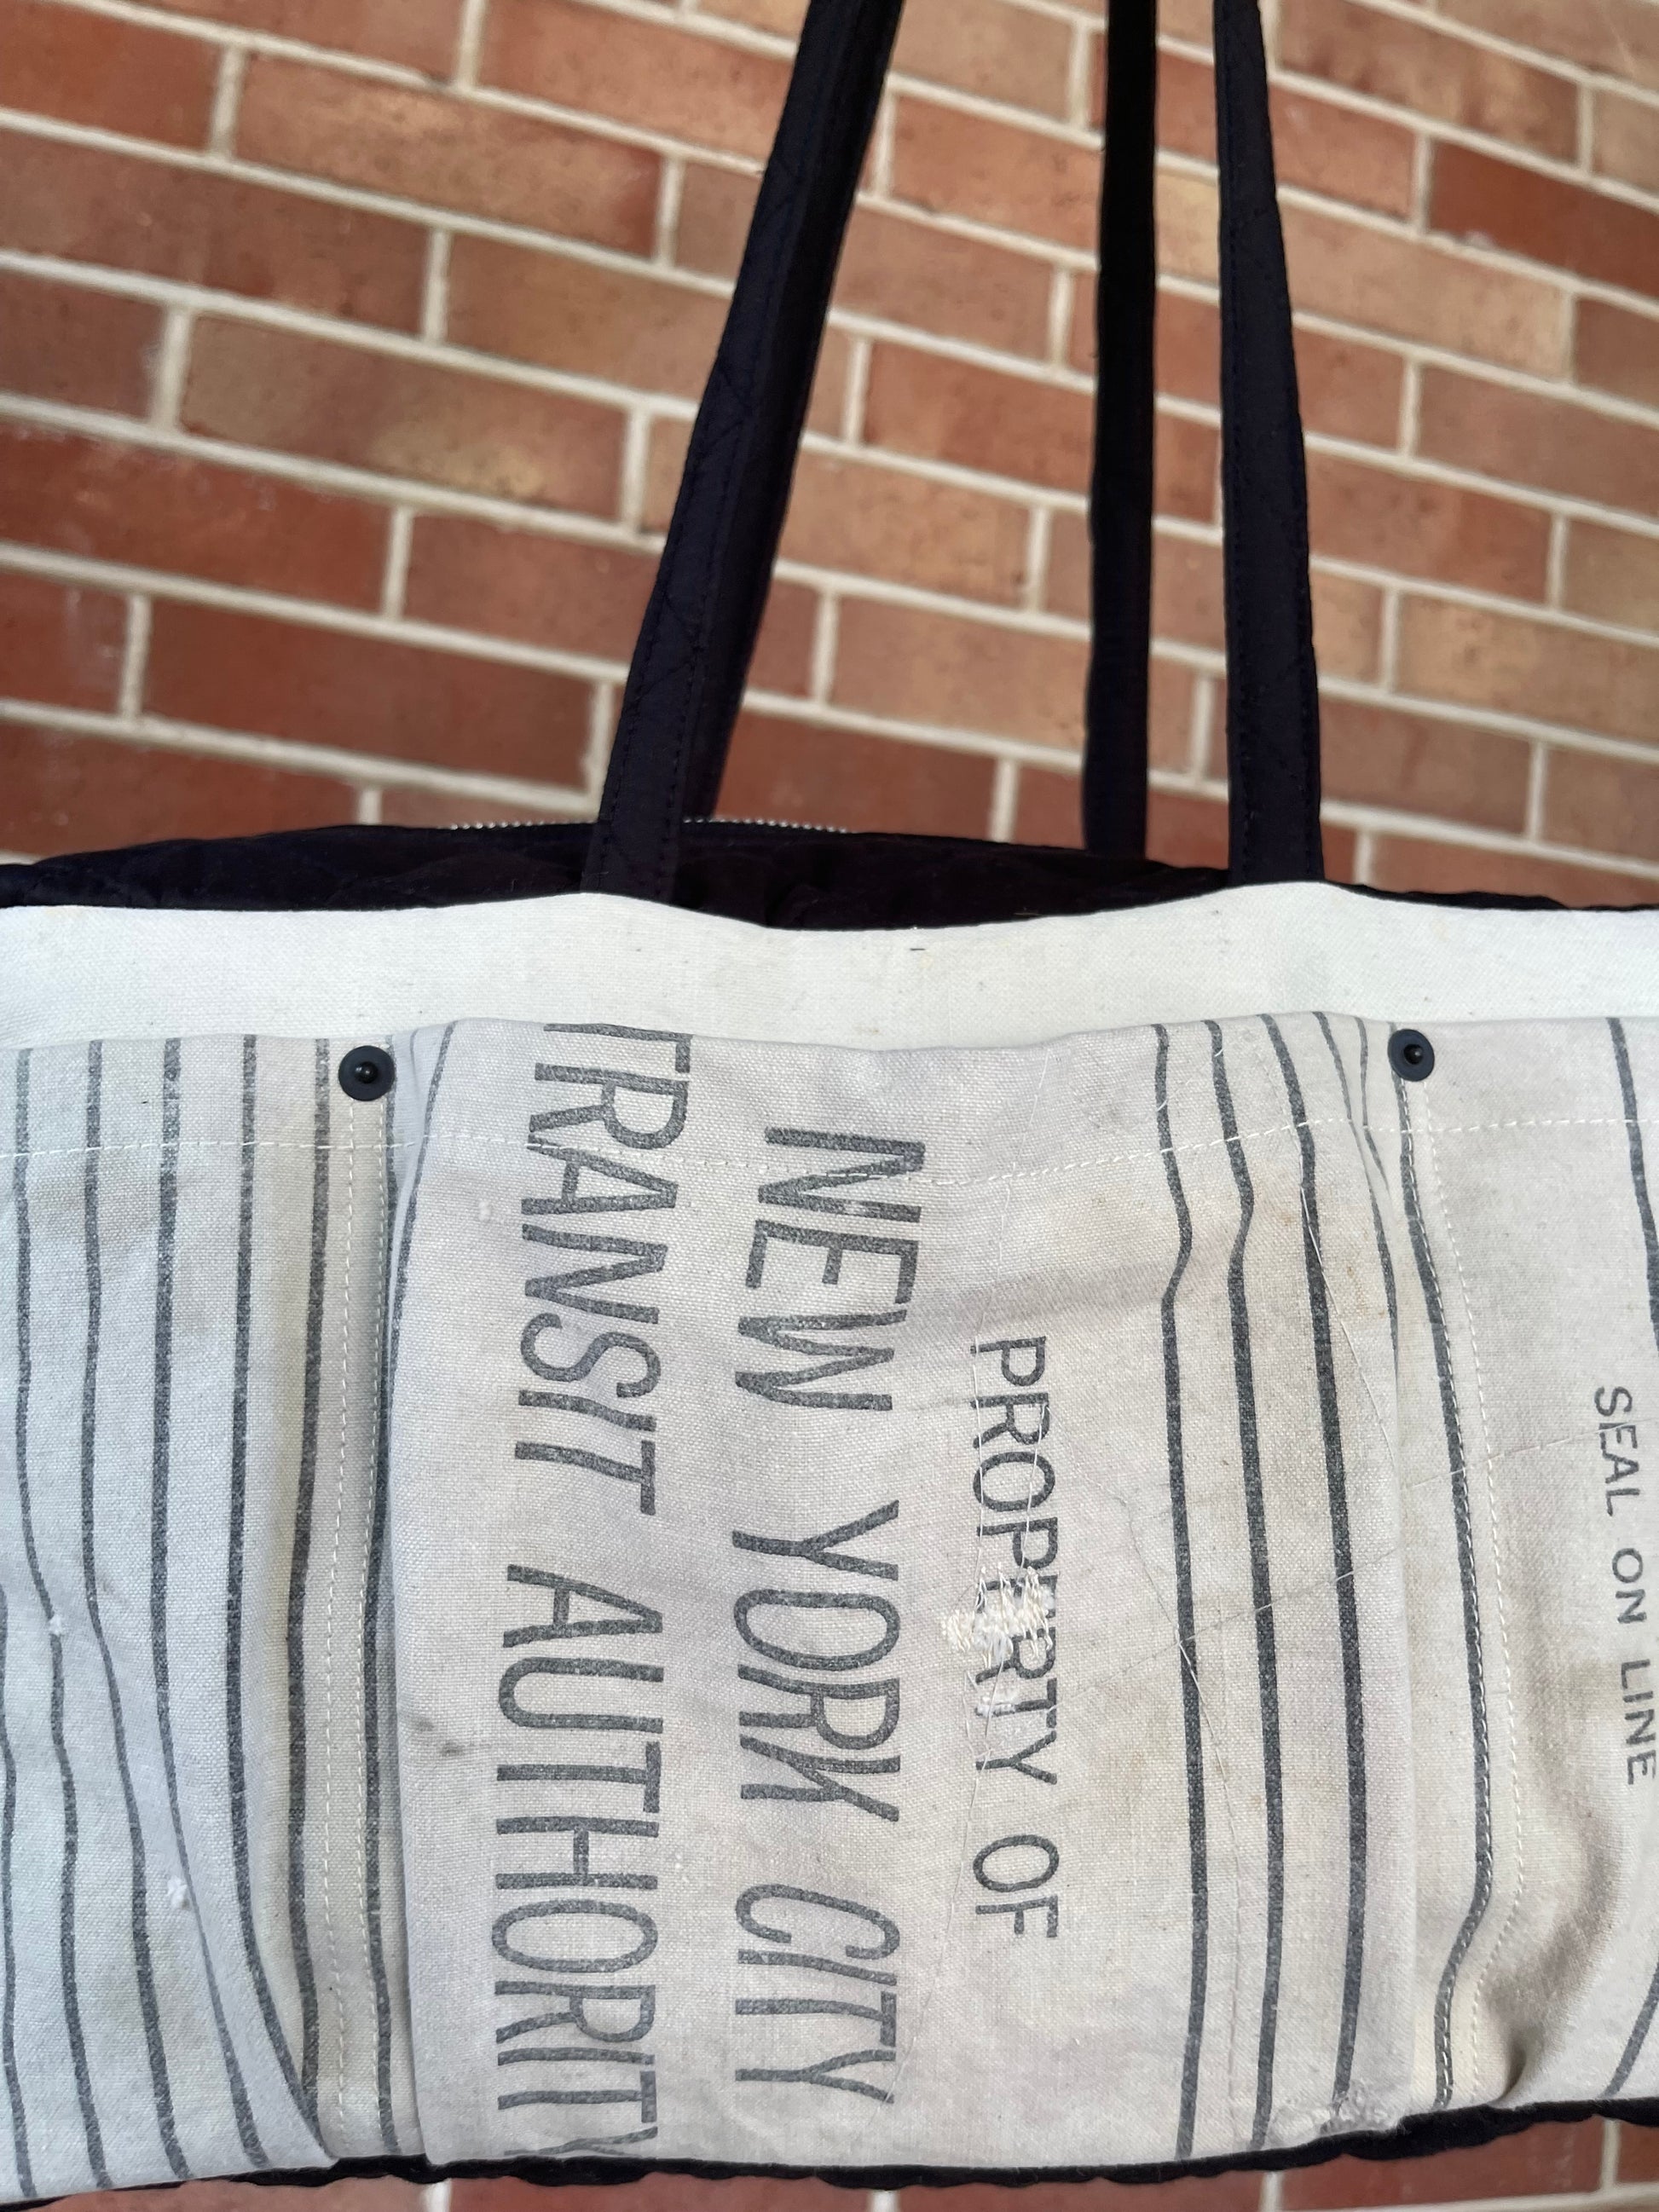 SEAL ON LINE
PROPERTY OF
NEW YORK CITY
TRANSIT AUTHORITY